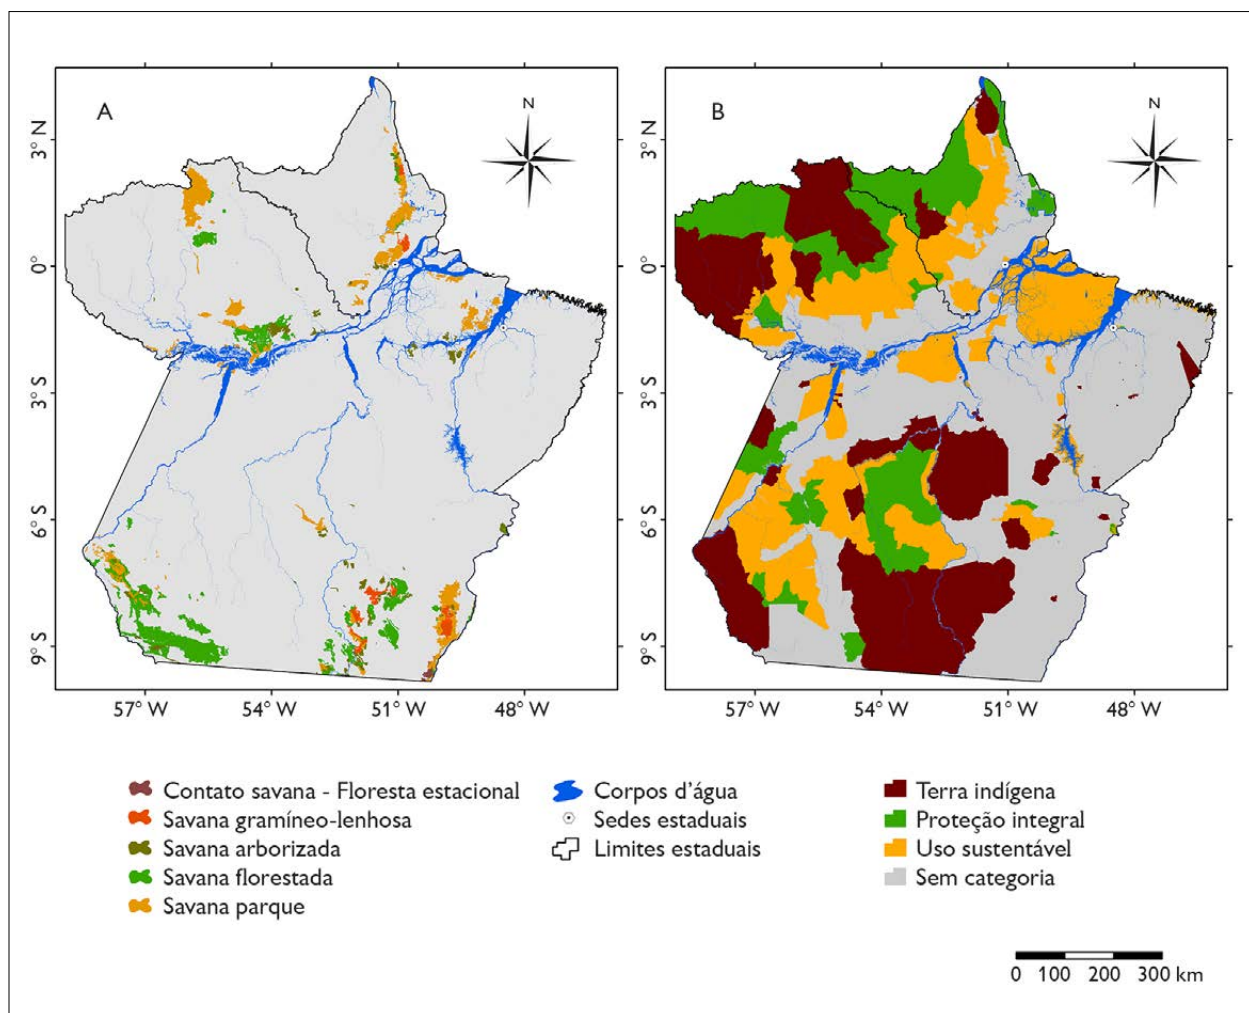 A
N
3° N
0°
3° S
6° S
9° S
57° W
54° W
51° W
48° W
B
N
3° N
0°
3° S
6° S
9° S
57° W
54° W
51° W
48° W
Contato savana - Floresta estacional
Savana gramíneo-lenhosa
Savana arborizada
Savana florestada
Savana parque
Corpos d'água
Sedes estaduais
Limites estaduais
Terra indígena
Proteção integral
Uso sustentável
Sem categoria
0 100 200 300 km